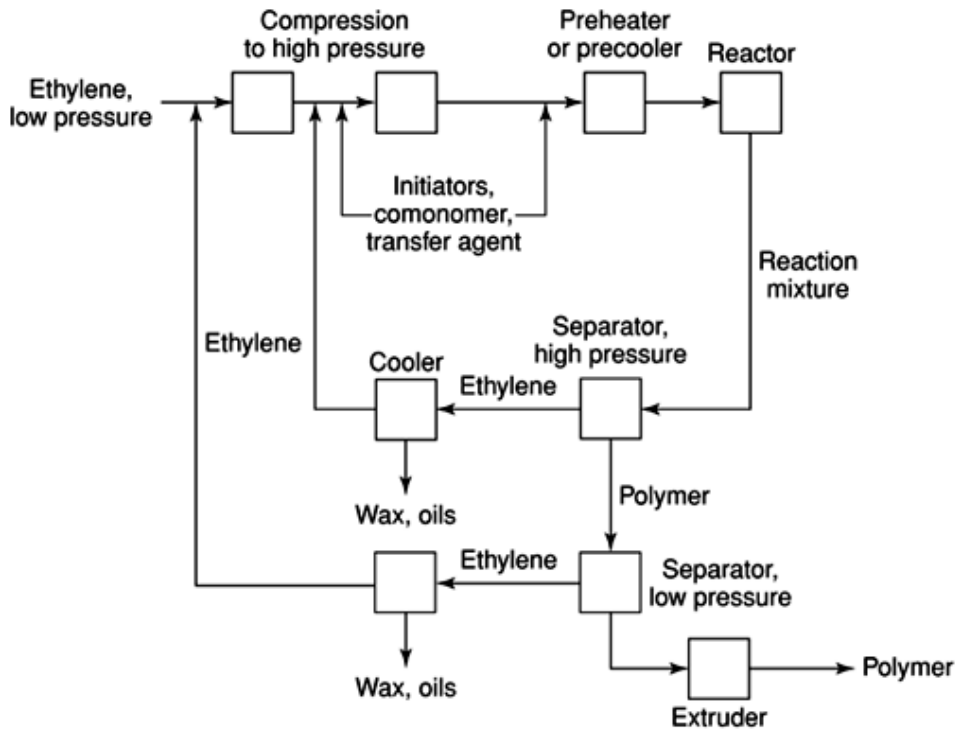 Compression
to high pressure
Preheater
or precooler
Reactor
Ethylene,
low pressure
Initiators,
comonomer,
transfer agent
Reaction
mixture
Ethylene
Separator,
high pressure
Cooler
Ethylene
Wax, oils
Polymer
Ethylene
Separator,
low pressure
Wax, oils
Polymer
Extruder